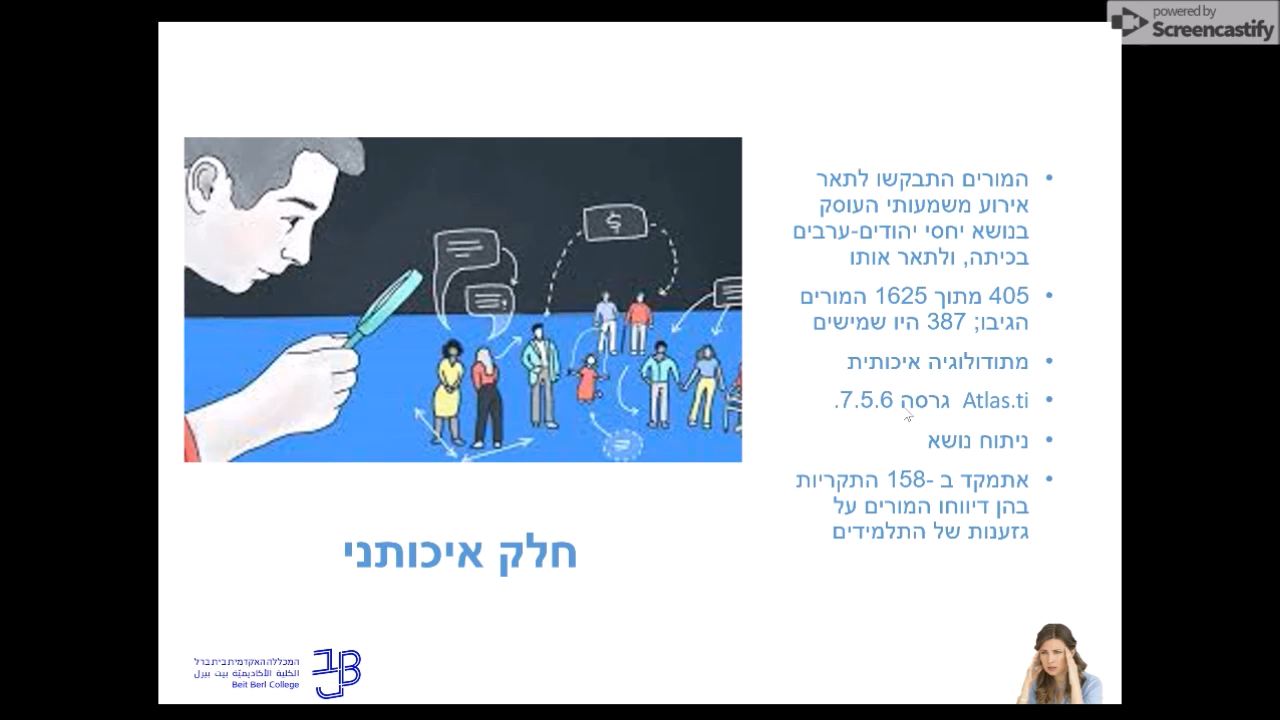 powered by
Screencastify
המורים התבקשו לתאר
אירוע משמעותי העוסק
בנושא יחסי יהודים-ערבים
בכיתה, ולתאר אותו
405 מתוך 1625 המורים
הגיבו; 387 היו שמישים
מתודולוגיה איכותית
Atlas.ti גרסה 7.5.6.
ניתוח נושא
אתמקד ב -158 התקריות
בהן דיווחו המורים על
גזענות של התלמידים
$
חלק איכותני
המכללה האקדמית בית ברל
الكلية الأكاديمية بيت بيرل
Beit Berl College